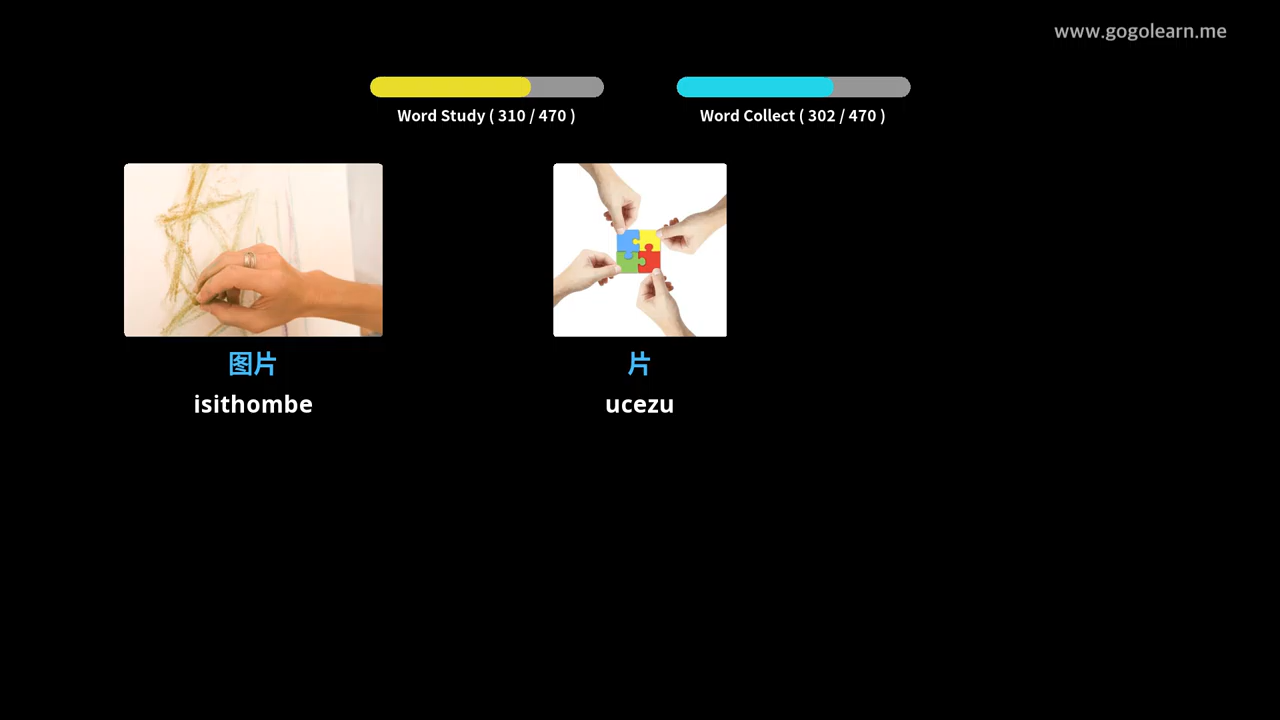 www.gogolearn.me
Word Study ( 310 / 470 )
Word Collect ( 302 / 470 )
图片
isithombe
片
ucezu